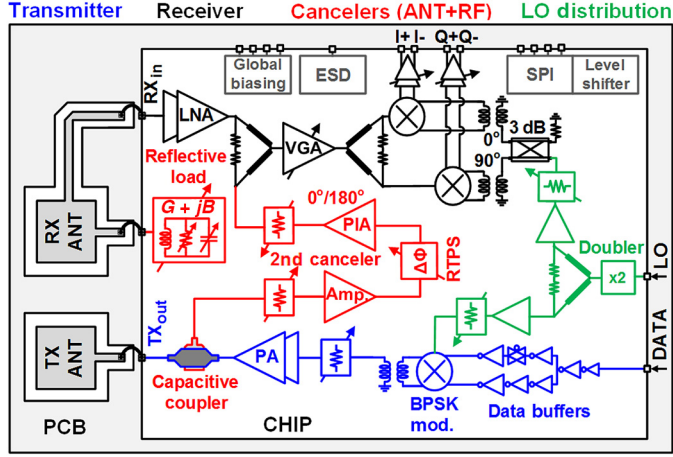 Transmitter Receiver Cancelers (ANT+RF) LO distribution
I+ I- Q+Q-
Global
biasing
ESD
SPI
Level
shifter
RXin
LNA
VGA
0°
3 dB
90°
Reflective
load
G + jB
RX
ANT
0°/180°
PIA
2nd canceler
ΔΦ
RTPS
Amp.
Doubler
x2
LO
DATA
TXout
TX
ANT
PA
Capacitive
coupler
BPSK
mod.
Data buffers
PCB
CHIP